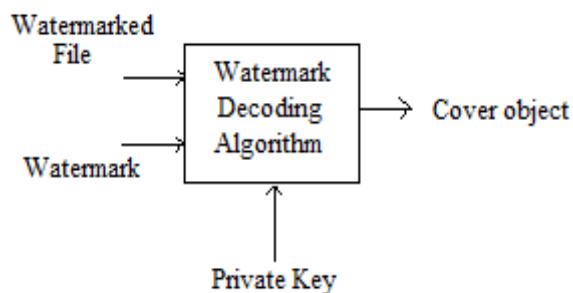 Watermarked
File
Watermark
Decoding
Algorithm
Cover object
Watermark
Private Key